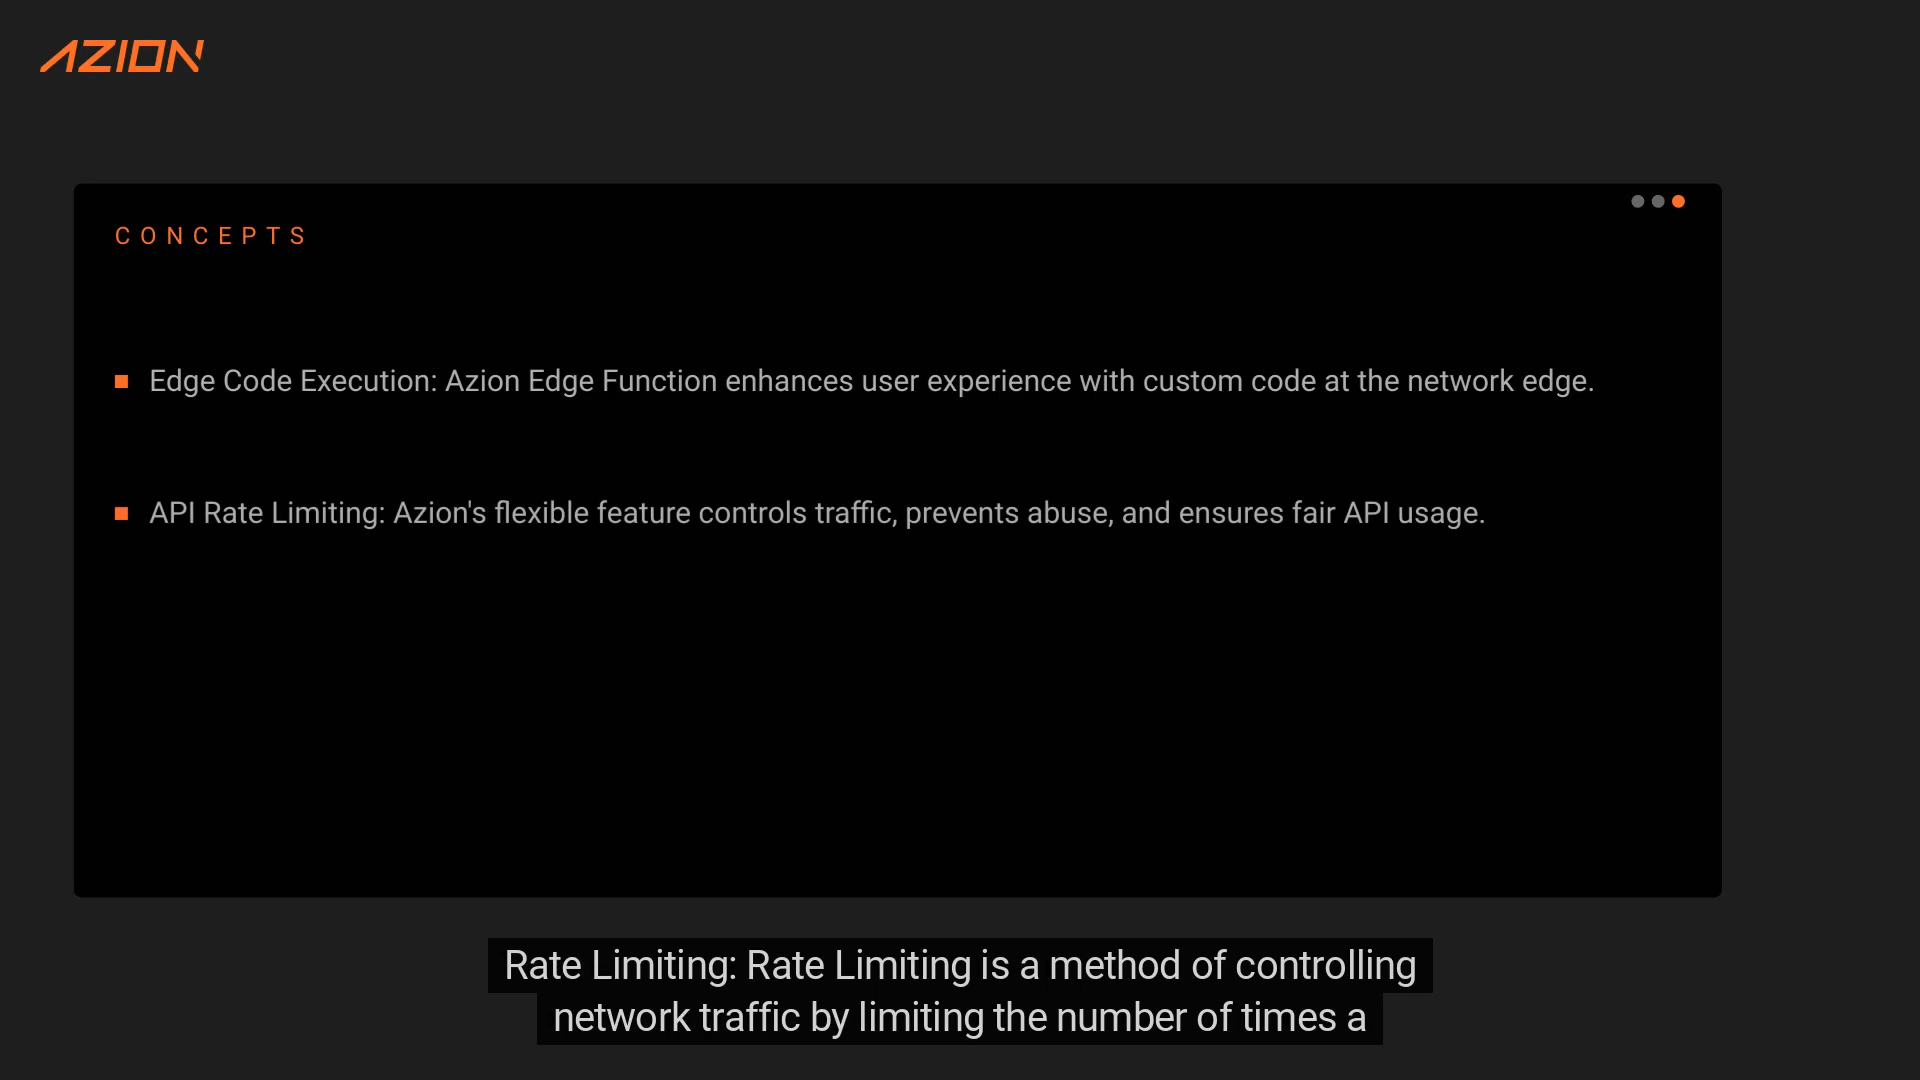 AZION
CONCEPTS
Edge Code Execution: Azion Edge Function enhances user experience with custom code at the network edge.
API Rate Limiting: Azion's flexible feature controls traffic, prevents abuse, and ensures fair API usage.
Rate Limiting: Rate Limiting is a method of controlling
network traffic by limiting the number of times a